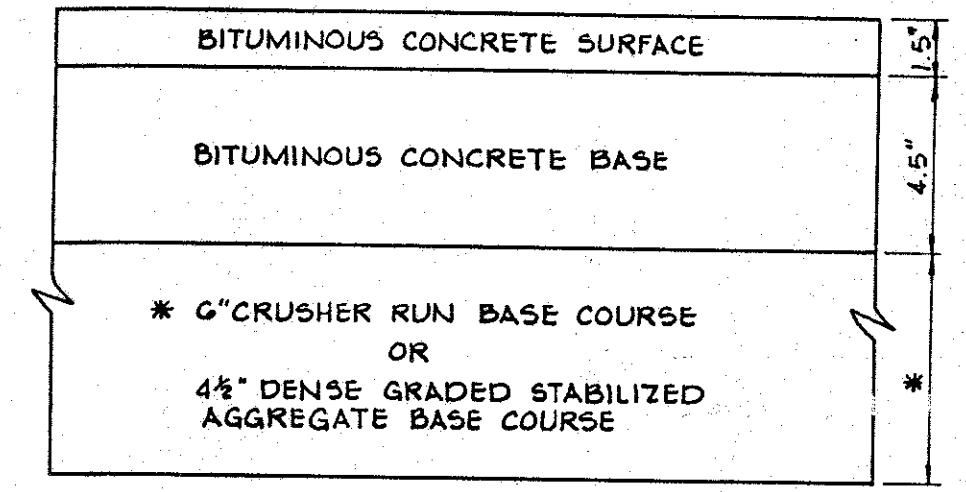 BITUMINOUS CONCRETE SURFACE
1.5"
BITUMINOUS CONCRETE BASE
4.5"
* 6"CRUSHER RUN BASE COURSE
OR
4½" DENSE GRADED STABILIZED
AGGREGATE BASE COURSE
*